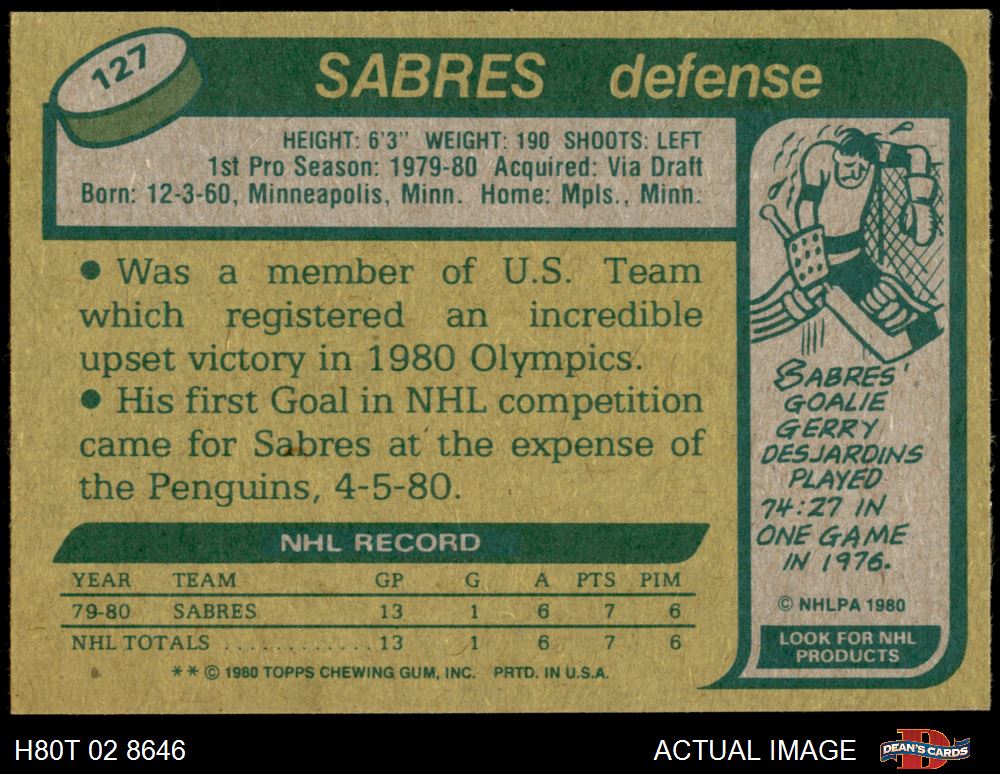 127
SABRES defense
HEIGHT: 6'3" WEIGHT: 190 SHOOTS: LEFT
1st Pro Season: 1979-80 Acquired: Via Draft
Born: 12-3-60, Minneapolis, Minn. Home: Mpls., Minn.
• Was a member of U.S. Team
which registered an incredible
upset victory in 1980 Olympics.
• His first Goal in NHL competition
came for Sabres at the expense of
the Penguins, 4-5-80.
NHL RECORD
YEAR TEAM GP G A PTS PIM
79-80 SABRES 13 1 6 7 6
NHL TOTALS . . . . . . . . . . . . 13 1 6 7 6
** © 1980 TOPPS CHEWING GUM, INC. PRTD. IN U.S.A.
SABRES'
GOALIE
GERRY
DESJARDINS
PLAYED
74:27 IN
ONE GAME
IN 1976.
© NHLPA 1980
LOOK FOR NHL
PRODUCTS
H80T 02 8646
ACTUAL IMAGE
DEAN'S CARDS